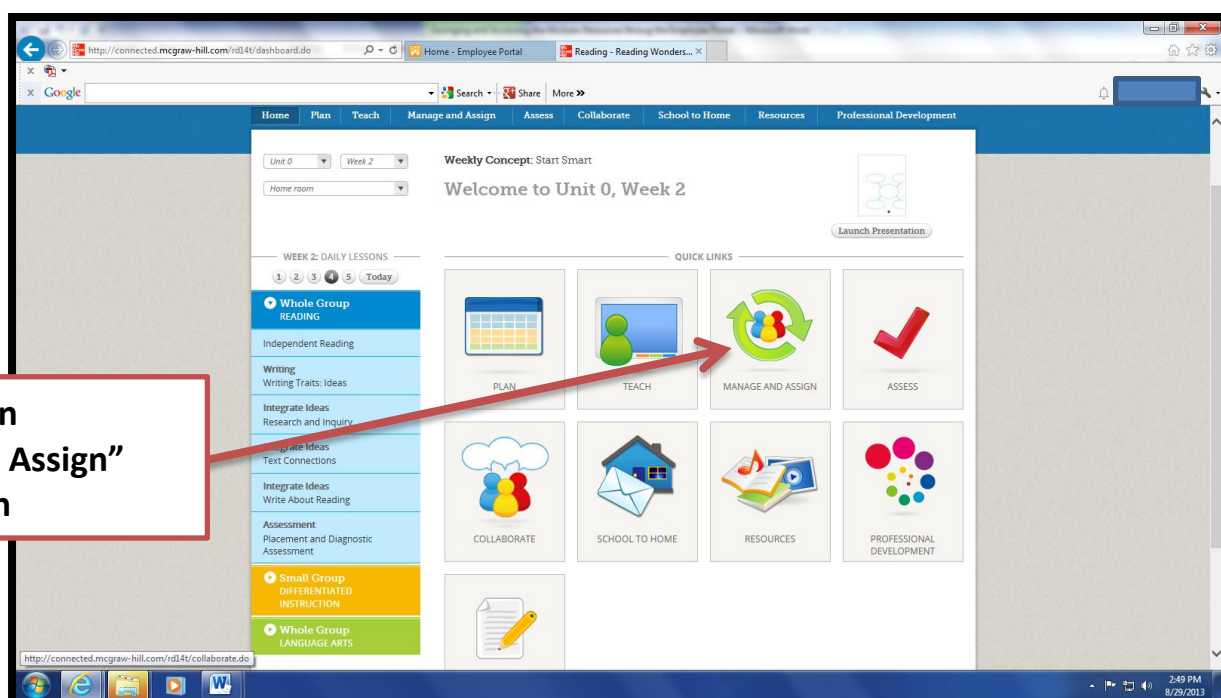 http://connected.mcgraw-hill.com/rd14t/dashboard.do
Home - Employee Portal
Reading - Reading Wonders...
Google
Search
Share
More »
Home Plan Teach Manage and Assign Assess Collaborate School to Home Resources Professional Development
Unit 0 Week 2
Home room
Weekly Concept: Start Smart
Welcome to Unit 0, Week 2
Launch Presentation
WEEK 2: DAILY LESSONS
1 2 3 4 5 Today
Whole Group
READING
Independent Reading
Writing
Writing Traits: Ideas
Integrate Ideas
Research and Inquiry
Integrate Ideas
Text Connections
Integrate Ideas
Write About Reading
Assessment
Placement and Diagnostic
Assessment
Small Group
DIFFERENTIATED
INSTRUCTION
Whole Group
LANGUAGE ARTS
QUICK LINKS
PLAN
TEACH
MANAGE AND ASSIGN
ASSESS
COLLABORATE
SCHOOL TO HOME
RESOURCES
PROFESSIONAL
DEVELOPMENT
Assign”
http://connected.mcgraw-hill.com/rd14t/collaborate.do
2:49 PM
8/29/2013